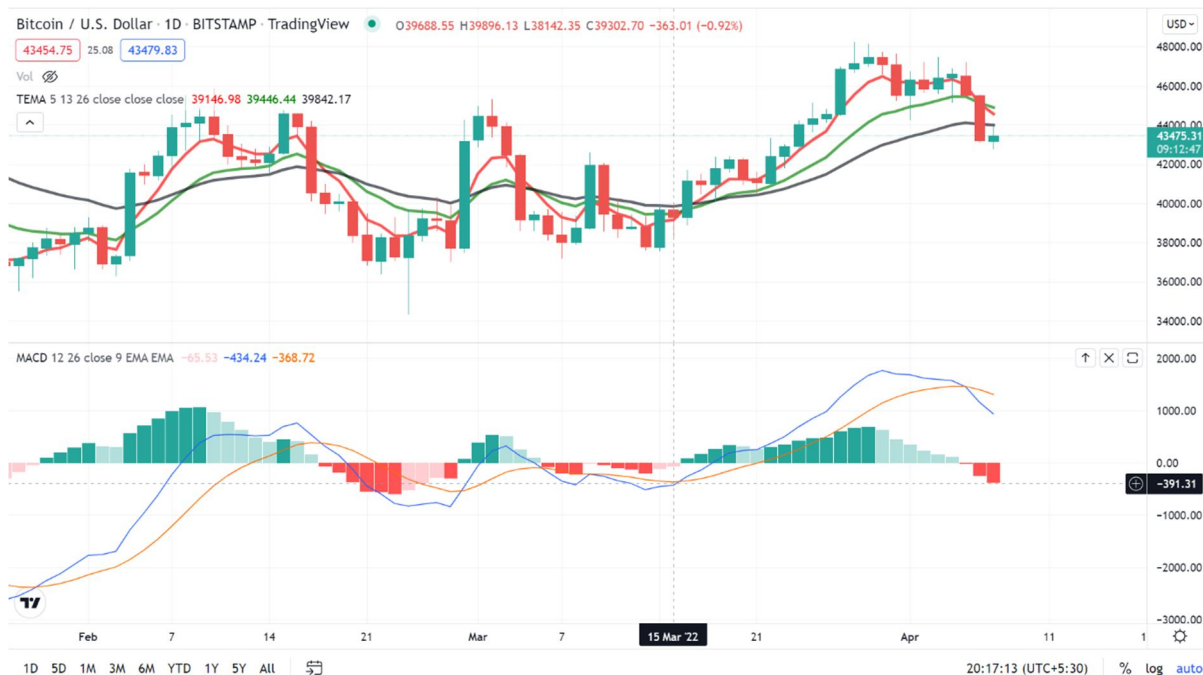 Bitcoin / U.S. Dollar · 1D · BITSTAMP · TradingView O39688.55 H39896.13 L38142.35 C39302.70 −363.01 (−0.92%)
USD
43454.75 25.08 43479.83
Vol
TEMA 5 13 26 close close close 39146.98 39446.44 39842.17
48000.00
46000.00
44000.00
43475.31
09:12:47
42000.00
40000.00
38000.00
36000.00
34000.00
MACD 12 26 close 9 EMA EMA −65.53 −434.24 −368.72
2000.00
1000.00
0.00
−391.31
−1000.00
−2000.00
−3000.00
Feb 7 14 21 Mar 7 15 Mar '22 21 Apr 11 1
1D 5D 1M 3M 6M YTD 1Y 5Y All 20:17:13 (UTC+5:30) % log auto